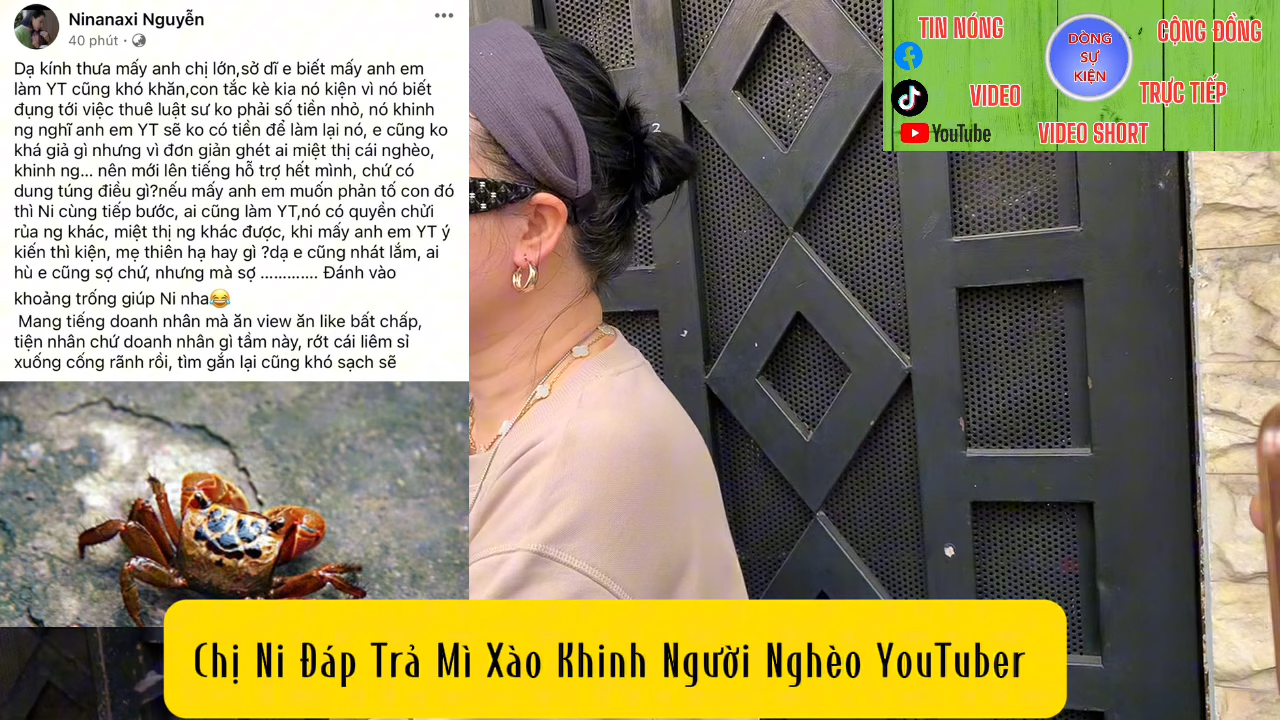 Ninanaxi Nguyễn
40 phút
Dạ kính thưa mấy anh chị lớn,sở dĩ e biết mấy anh em
làm YT cũng khó khăn,con tắc kè kia nó kiện vì nó biết
đụng tới việc thuê luật sư ko phải số tiền nhỏ, nó khinh
ng nghĩ anh em YT sẽ ko có tiền để làm lại nó, e cũng ko
khá giả gì nhưng vì đơn giản ghét ai miệt thị cái nghèo,
khinh ng... nên mới lên tiếng hỗ trợ hết mình, chứ có
dung túng điều gì?nếu mấy anh em muốn phản tố con đó
thì Ni cùng tiếp bước, ai cũng làm YT,nó có quyền chửi
rủa ng khác, miệt thị ng khác được, khi mấy anh em YT ý
kiến thì kiện, mẹ thiên hạ hay gì ?dạ e cũng nhát lắm, ai
hù e cũng sợ chứ, nhưng mà sợ ............. Đánh vào
khoảng trống giúp Ni nha😂
Mang tiếng doanh nhân mà ăn view ăn like bất chấp,
tiện nhân chứ doanh nhân gì tầm này, rớt cái liêm sỉ
xuống cống rãnh rồi, tìm gắn lại cũng khó sạch sẽ
TIN NÓNG
DÒNG
SỰ
KIỆN
CỘNG ĐỒNG
VIDEO
TRỰC TIẾP
YouTube
VIDEO SHORT
Chị Ni Đáp Trả Mì Xào Khinh Người Nghèo YouTuber